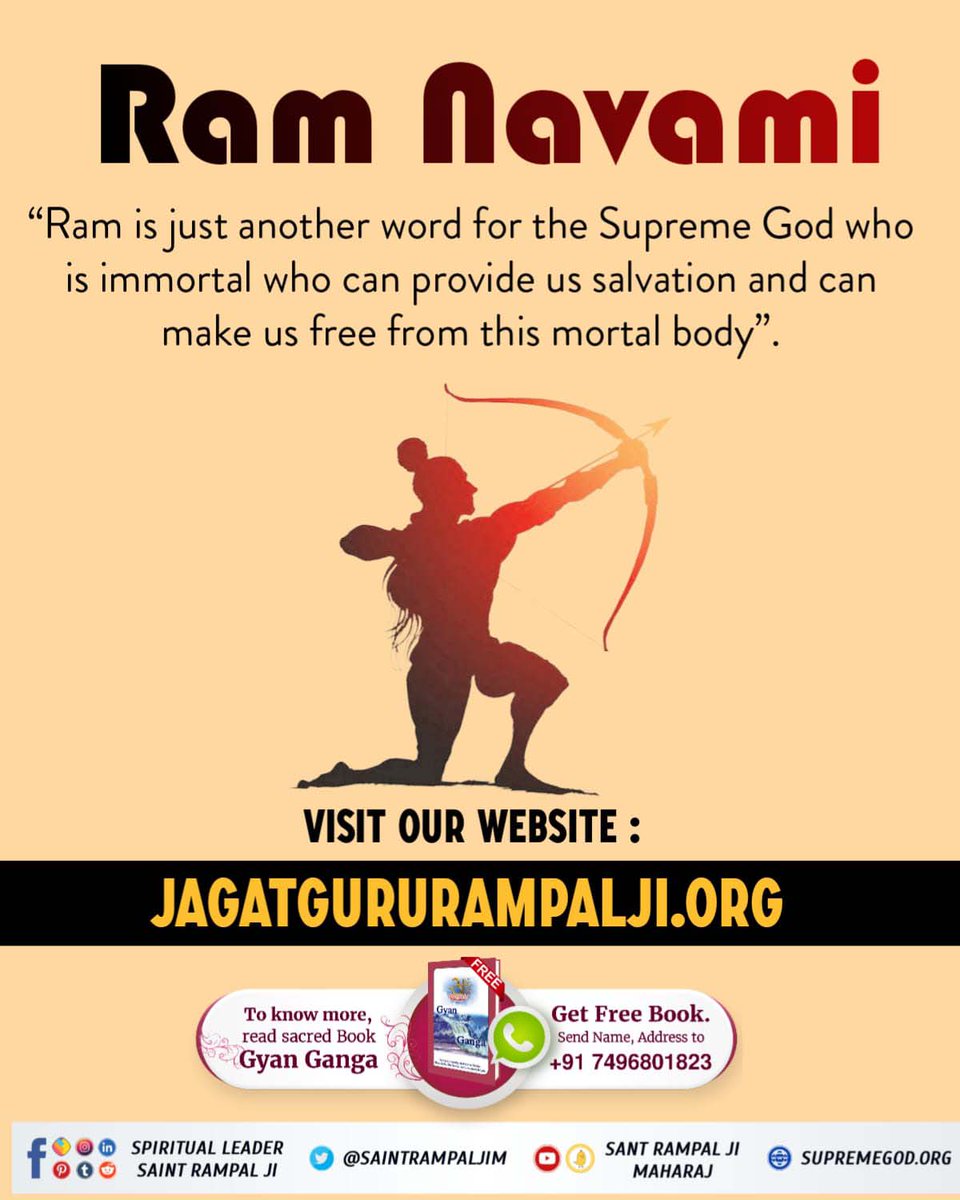 Ram Navami
“Ram is just another word for the Supreme God who
is immortal who can provide us salvation and can
make us free from this mortal body”.
VISIT OUR WEBSITE :
JAGATGURURAMPALJI.ORG
To know more,
read sacred Book
Gyan Ganga
FREE
Gyan
Ganga
Get Free Book.
Send Name, Address to
+91 7496801823
SPIRITUAL LEADER
SAINT RAMPAL JI
@SAINTRAMPALJIM
SANT RAMPAL JI
MAHARAJ
SUPREMEGOD.ORG